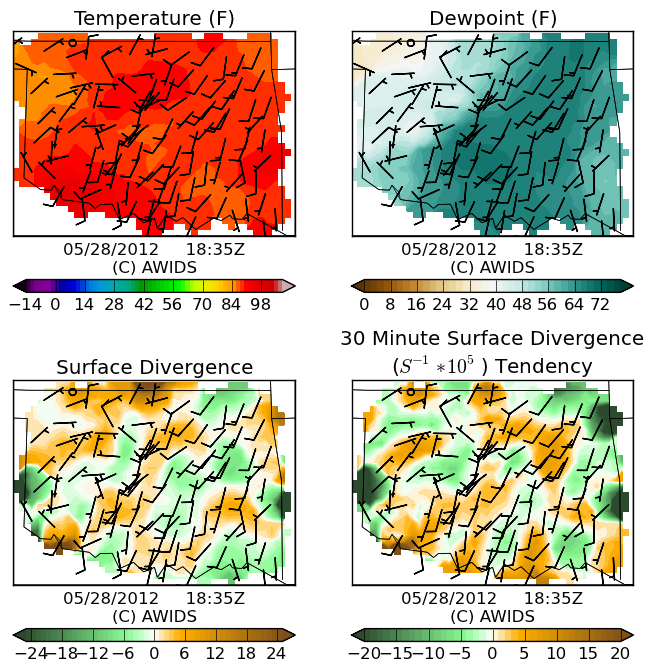 Temperature (F)
05/28/2012 18:35Z
(C) AWIDS
−14 0 14 28 42 56 70 84 98
Dewpoint (F)
05/28/2012 18:35Z
(C) AWIDS
0 8 16 24 32 40 48 56 64 72
Surface Divergence
05/28/2012 18:35Z
(C) AWIDS
−24 −18 −12 −6 0 6 12 18 24
30 Minute Surface Divergence
(S⁻¹ *10⁵ ) Tendency
05/28/2012 18:35Z
(C) AWIDS
−20 −15 −10 −5 0 5 10 15 20